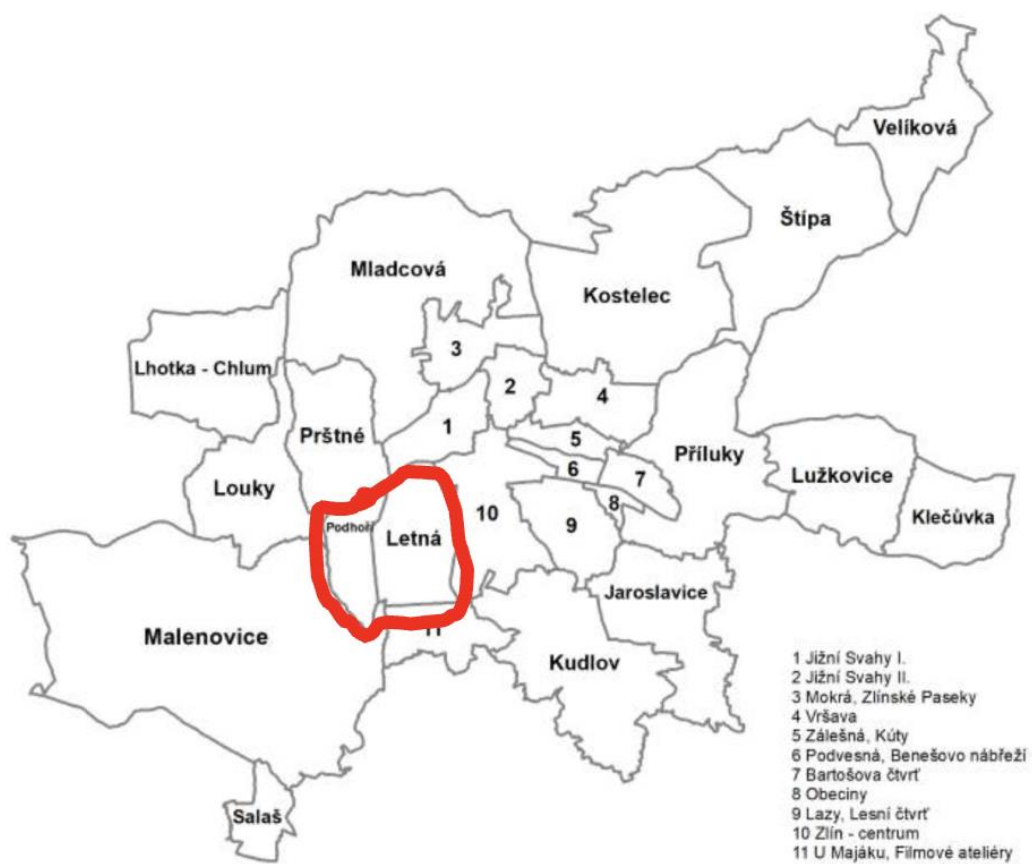 Velíková
Štípa
Mladcová
Kostelec
3
Lhotka - Chlum
2
4
1
Prštné
5
Příluky
6
7
Lužkovice
Louky
8
10
9
Klečůvka
Podhoří
Letná
Jaroslavice
Malenovice
11
Kudlov
Salaš
1 Jižní Svahy I.
2 Jižní Svahy II.
3 Mokrá, Zlínské Paseky
4 Vršava
5 Zálešná, Kúty
6 Podvesná, Benešovo nábřeží
7 Bartošova čtvrť
8 Obeciny
9 Lazy, Lesní čtvrť
10 Zlín - centrum
11 U Majáku, Filmové ateliéry